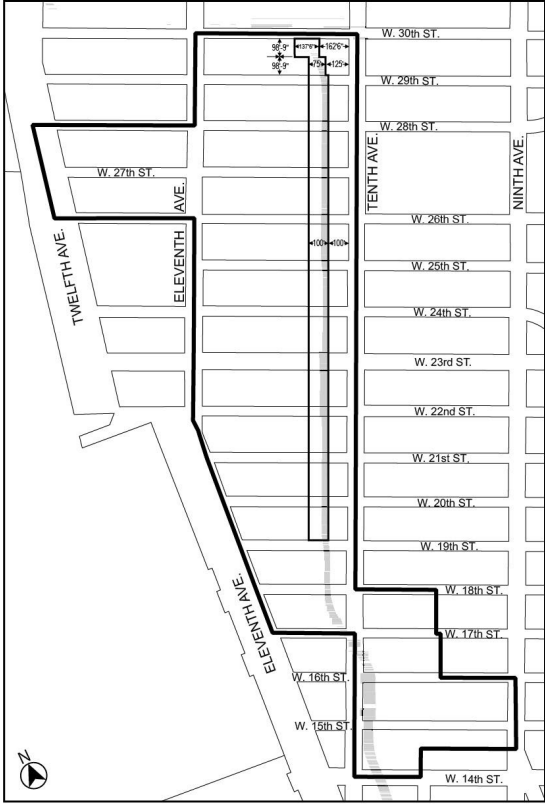 W. 30th ST.
98'-9"
137'6"
162'6"
98'-9"
75'
125'
W. 29th ST.
W. 28th ST.
TENTH AVE.
NINTH AVE.
W. 27th ST.
AVE.
ELEVENTH
TWELFTH AVE.
W. 26th ST.
100'
100'
W. 25th ST.
W. 24th ST.
W. 23rd ST.
W. 22nd ST.
W. 21st ST.
W. 20th ST.
W. 19th ST.
W. 18th ST.
ELEVENTH AVE.
W. 17th ST.
W. 16th ST.
W. 15th ST.
W. 14th ST.
N